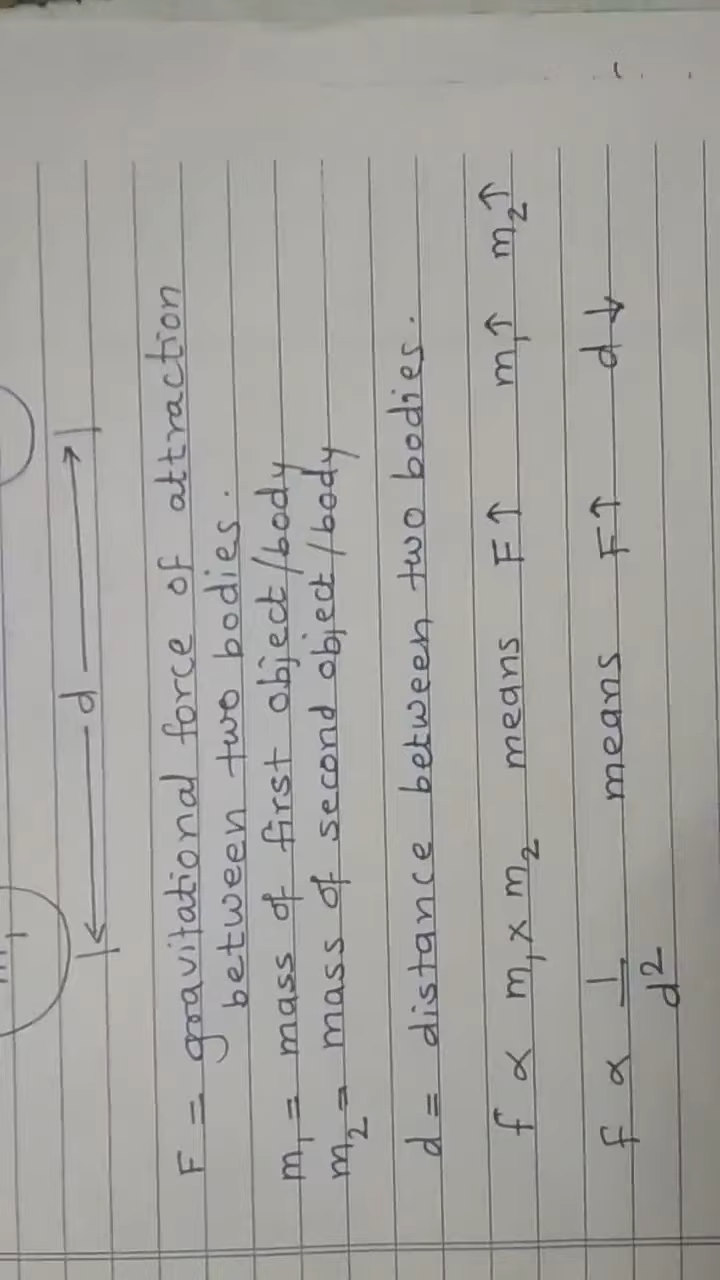 d
F = gravitational force of attraction
between two bodies.
m₁ = mass of first object/body
m₂ = mass of second object/body
d = distance between two bodies.
f ∝ m₁ × m₂ means F↑ m₁↑ m₂↑
f ∝ 1/d² means F↑ d↓